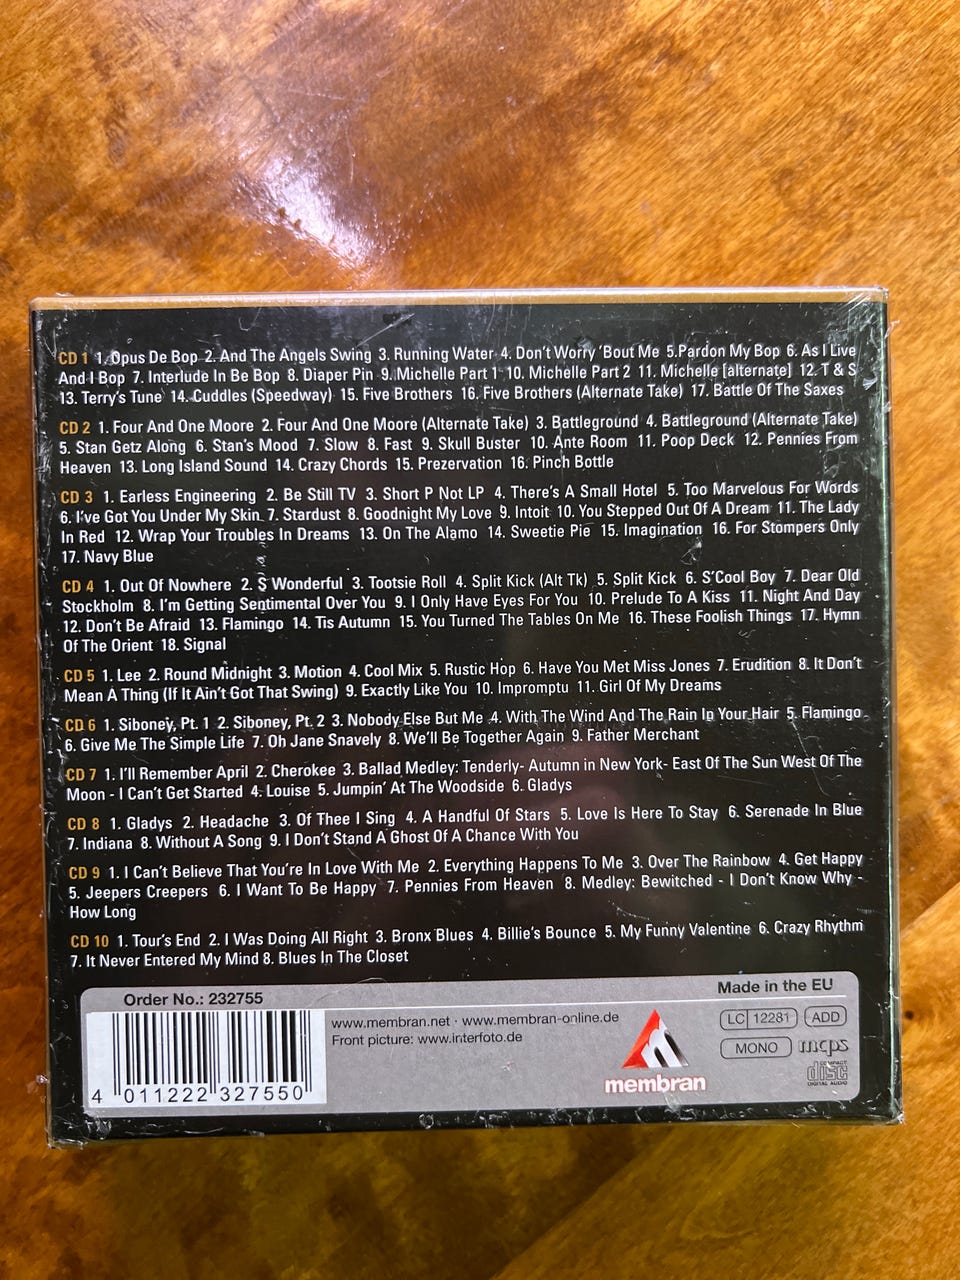 CD 1 1. Opus De Bop 2. And The Angels Swing 3. Running Water 4. Don't Worry 'Bout Me 5.Pardon My Bop 6. As I Live
And I Bop 7. Interlude In Be Bop 8. Diaper Pin 9. Michelle Part 1 10. Michelle Part 2 11. Michelle [alternate] 12. T & S
13. Terry's Tune 14. Cuddles (Speedway) 15. Five Brothers 16. Five Brothers (Alternate Take) 17. Battle Of The Saxes
CD 2 1. Four And One Moore 2. Four And One Moore (Alternate Take) 3. Battleground 4. Battleground (Alternate Take)
5. Stan Getz Along 6. Stan's Mood 7. Slow 8. Fast 9. Skull Buster 10. Ante Room 11. Poop Deck 12. Pennies From
Heaven 13. Long Island Sound 14. Crazy Chords 15. Prezervation 16. Pinch Bottle
CD 3 1. Earless Engineering 2. Be Still TV 3. Short P Not LP 4. There's A Small Hotel 5. Too Marvelous For Words
6. I've Got You Under My Skin 7. Stardust 8. Goodnight My Love 9. Intoit 10. You Stepped Out Of A Dream 11. The Lady
In Red 12. Wrap Your Troubles In Dreams 13. On The Alamo 14. Sweetie Pie 15. Imagination 16. For Stompers Only
17. Navy Blue
CD 4 1. Out Of Nowhere 2. S Wonderful 3. Tootsie Roll 4. Split Kick (Alt Tk) 5. Split Kick 6. S'Cool Boy 7. Dear Old
Stockholm 8. I'm Getting Sentimental Over You 9. I Only Have Eyes For You 10. Prelude To A Kiss 11. Night And Day
12. Don't Be Afraid 13. Flamingo 14. Tis Autumn 15. You Turned The Tables On Me 16. These Foolish Things 17. Hymn
Of The Orient 18. Signal
CD 5 1. Lee 2. Round Midnight 3. Motion 4. Cool Mix 5. Rustic Hop 6. Have You Met Miss Jones 7. Erudition 8. It Don't
Mean A Thing (If It Ain't Got That Swing) 9. Exactly Like You 10. Impromptu 11. Girl Of My Dreams
CD 6 1. Siboney, Pt. 1 2. Siboney, Pt. 2 3. Nobody Else But Me 4. With The Wind And The Rain In Your Hair 5. Flamingo
6. Give Me The Simple Life 7. Oh Jane Snavely 8. We'll Be Together Again 9. Father Merchant
CD 7 1. I'll Remember April 2. Cherokee 3. Ballad Medley: Tenderly- Autumn in New York- East Of The Sun West Of The
Moon - I Can't Get Started 4. Louise 5. Jumpin' At The Woodside 6. Gladys
CD 8 1. Gladys 2. Headache 3. Of Thee I Sing 4. A Handful Of Stars 5. Love Is Here To Stay 6. Serenade In Blue
7. Indiana 8. Without A Song 9. I Don't Stand A Ghost Of A Chance With You
CD 9 1. I Can't Believe That You're In Love With Me 2. Everything Happens To Me 3. Over The Rainbow 4. Get Happy
5. Jeepers Creepers 6. I Want To Be Happy 7. Pennies From Heaven 8. Medley: Bewitched - I Don't Know Why -
How Long
CD 10 1. Tour's End 2. I Was Doing All Right 3. Bronx Blues 4. Billie's Bounce 5. My Funny Valentine 6. Crazy Rhythm
7. It Never Entered My Mind 8. Blues In The Closet
Order No.: 232755
Made in the EU
www.membran.net · www.membran-online.de
Front picture: www.interfoto.de
4 011222 327550
membran
LC 12281 ADD
MONO mcps
COMPACT
disc
DIGITAL AUDIO